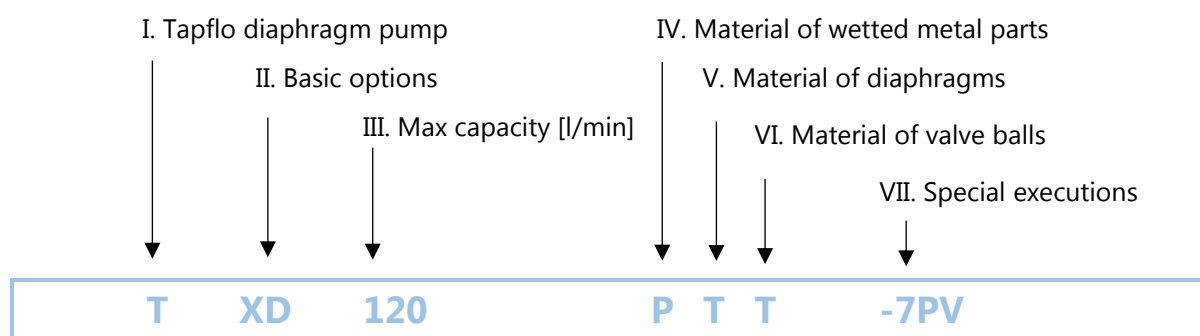 I. Tapflo diaphragm pump
IV. Material of wetted metal parts
II. Basic options
V. Material of diaphragms
III. Max capacity [l/min]
VI. Material of valve balls
VII. Special executions
T XD 120 P T T -7PV